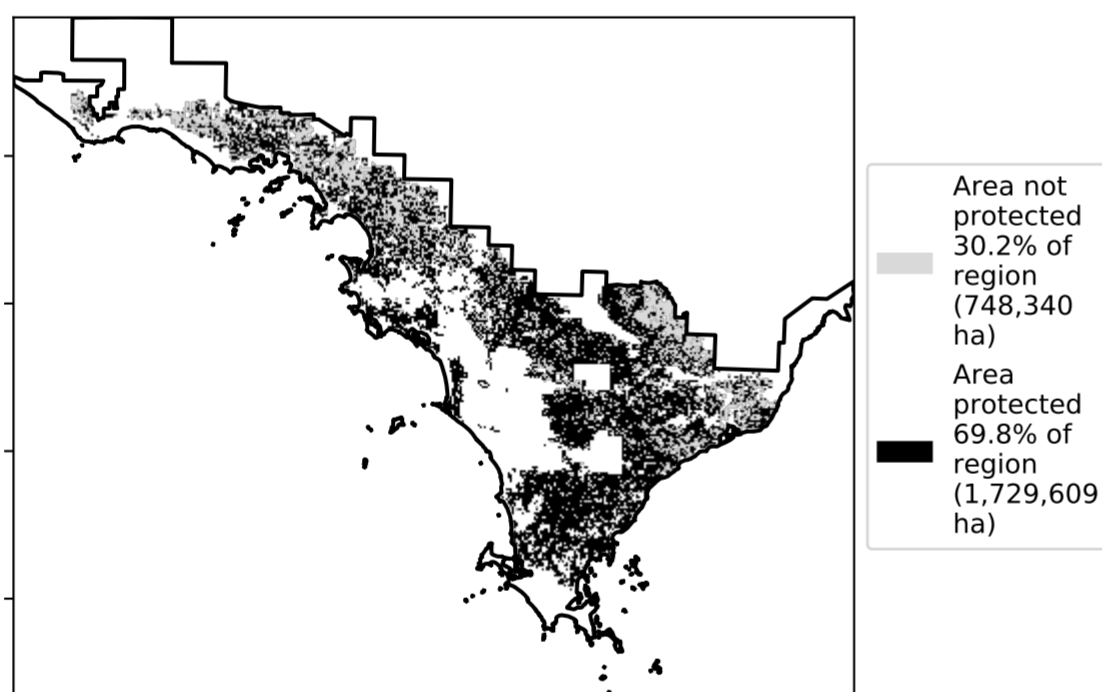 Area not
protected
30.2% of
region
(748,340
ha)
Area
protected
69.8% of
region
(1,729,609
ha)